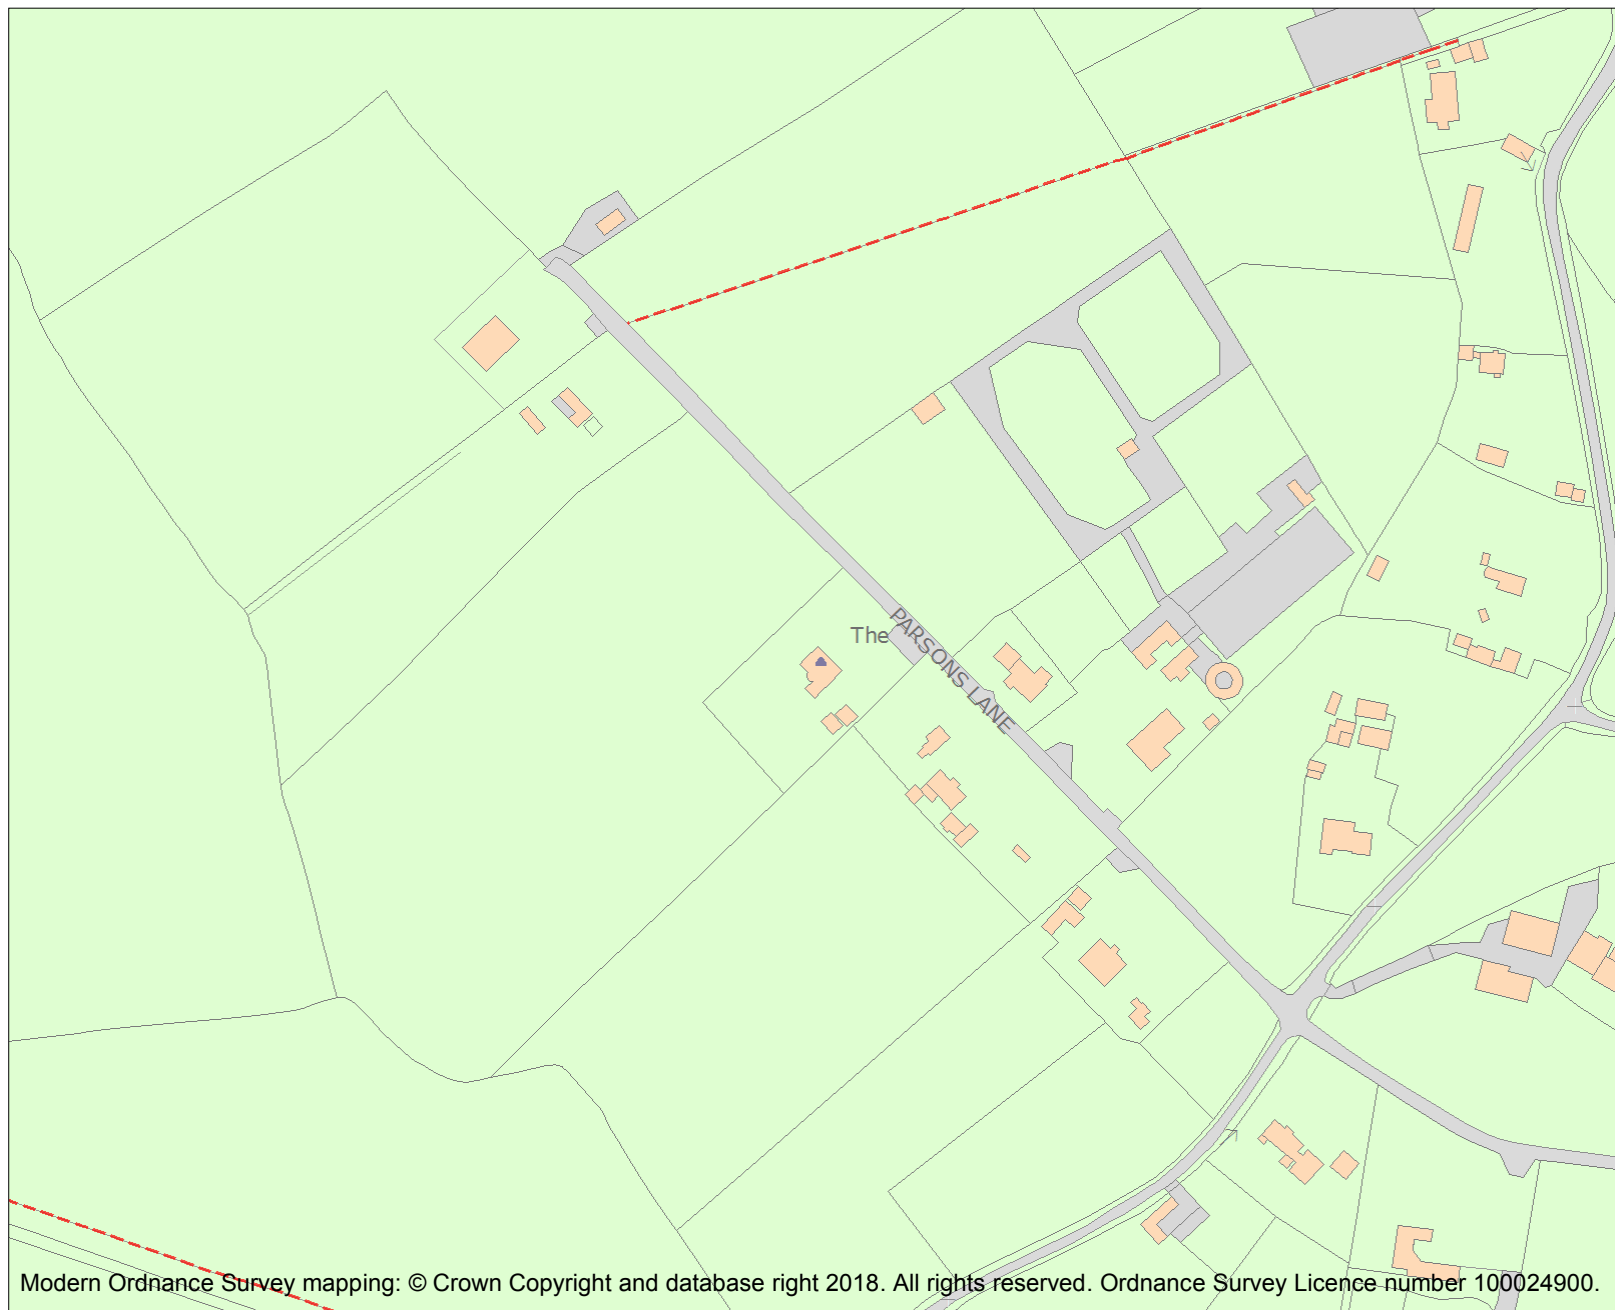 The
PARSONS LANE
Modern Ordnance Survey mapping: © Crown Copyright and database right 2018. All rights reserved. Ordnance Survey Licence number 100024900.